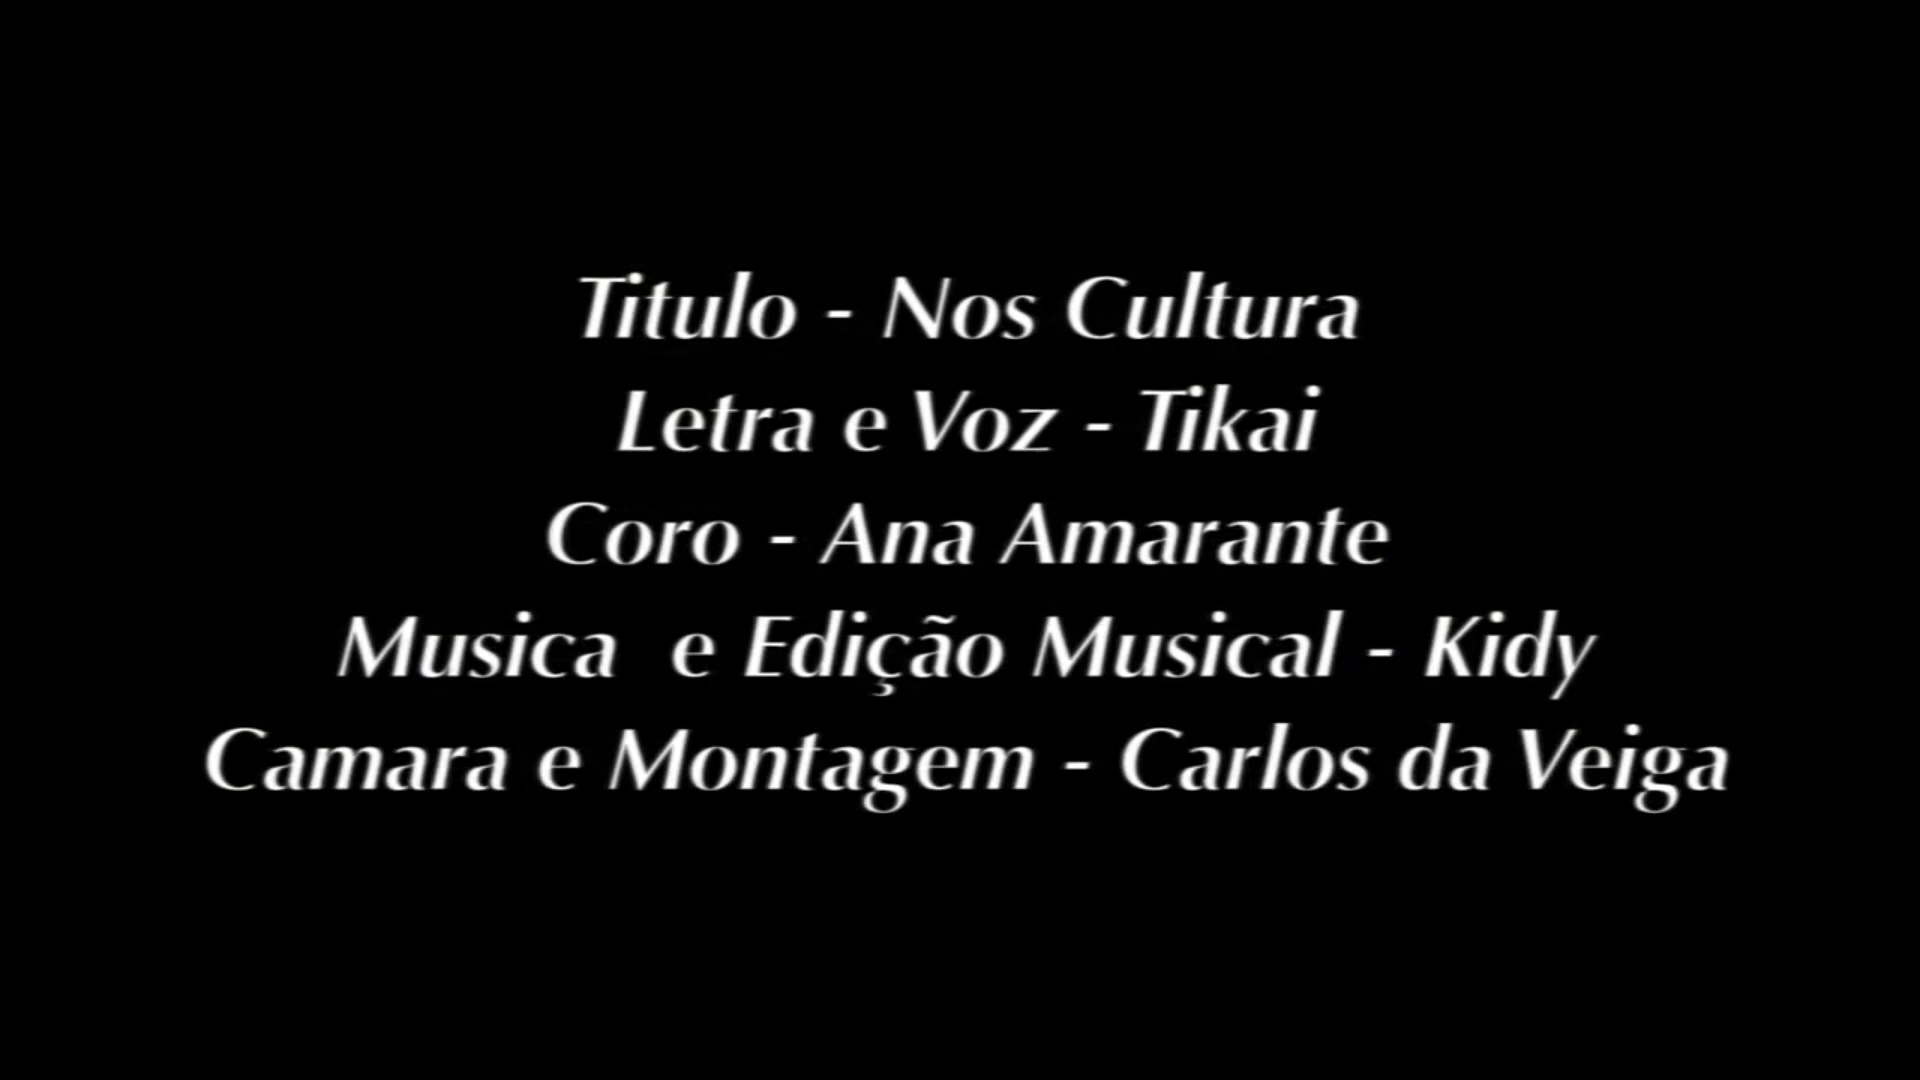 Titulo - Nos Cultura
Letra e Voz - Tikai
Coro - Ana Amarante
Musica  e Edição Musical - Kidy
Camara e Montagem - Carlos da Veiga